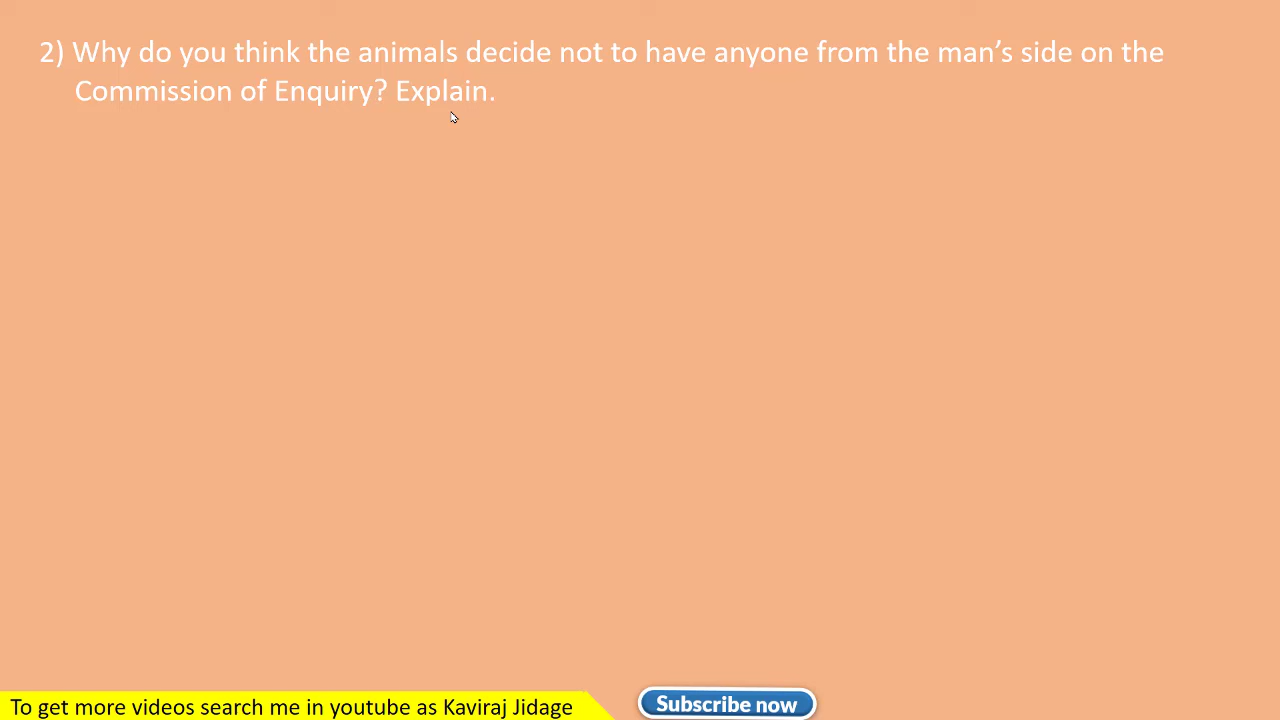 2) Why do you think the animals decide not to have anyone from the man’s side on the
Commission of Enquiry? Explain.
To get more videos search me in youtube as Kaviraj Jidage
Subscribe now